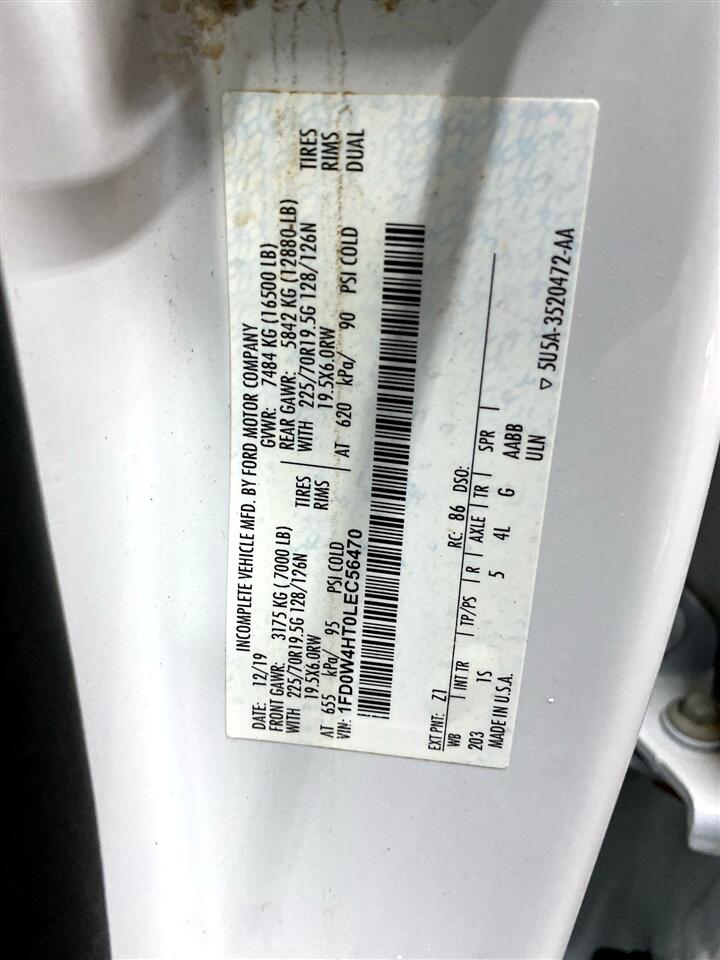 INCOMPLETE VEHICLE MFD. BY FORD MOTOR COMPANY
DATE: 12/19 GVWR: 7484 KG (16500 LB)
FRONT GAWR: 3175 KG ( 7000 LB) REAR GAWR: 5842 KG (12880 LB)
WITH 225/70R19.5G 128/126N TIRES WITH 225/70R19.5G 128/126N TIRES
19.5X6.0RW RIMS 19.5X6.0RW RIMS
AT 655 kPa/ 95 PSI COLD AT 620 kPa/ 90 PSI COLD DUAL
VIN: 1FD0W4HT0LEC56470
EXT PNT: Z1 RC: 86 DSO:
WB INT TR TP/PS R AXLE TR SPR
203 1S 5 4L G AABB
MADE IN U.S.A. ULN
▽ 5U5A-3520472-AA